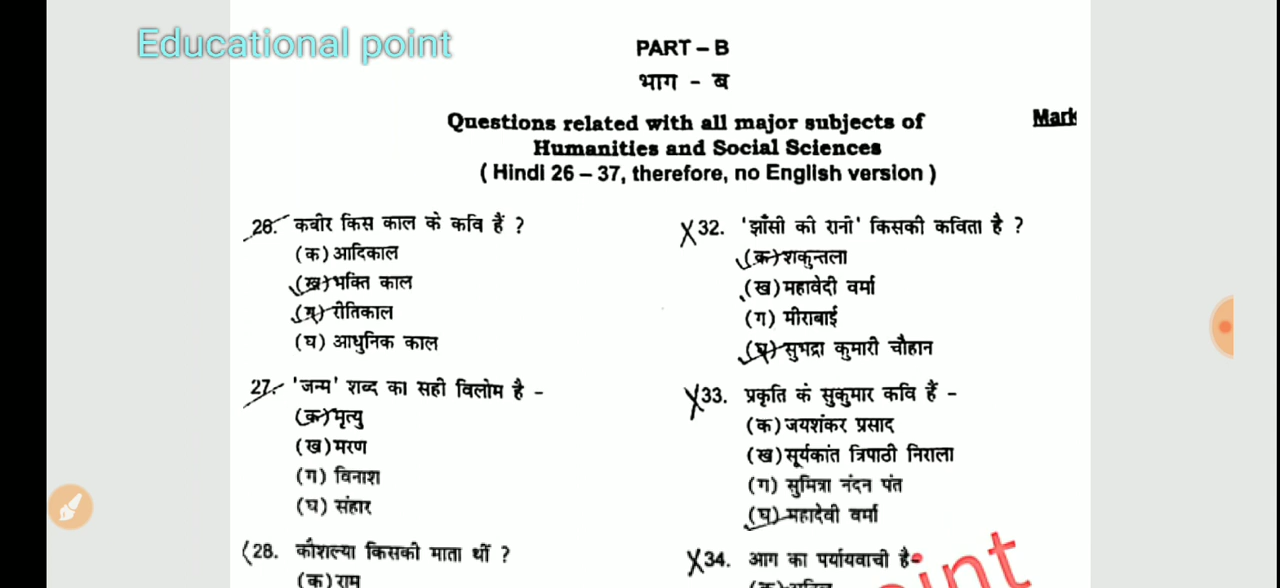 Educational point
PART – B
भाग - ब
Questions related with all major subjects of
Mark
Humanities and Social Sciences
( Hindi 26 – 37, therefore, no English version )
26. कबीर किस काल के कवि हैं ?
(क) आदिकाल
(ख) भक्ति काल
(ग) रीतिकाल
(घ) आधुनिक काल
27. 'जन्म' शब्द का सही विलोम है -
(क) मृत्यु
(ख) मरण
(ग) विनाश
(घ) संहार
28. कौशल्या किसकी माता थीं ?
(क) राम
32. 'झाँसी की रानी' किसकी कविता है ?
(क) शकुन्तला
(ख) महावेदी वर्मा
(ग) मीराबाई
(घ) सुभद्रा कुमारी चौहान
33. प्रकृति के सुकुमार कवि हैं -
(क) जयशंकर प्रसाद
(ख) सूर्यकांत त्रिपाठी निराला
(ग) सुमित्रा नंदन पंत
(घ) महादेवी वर्मा
34. आग का पर्यायवाची है-